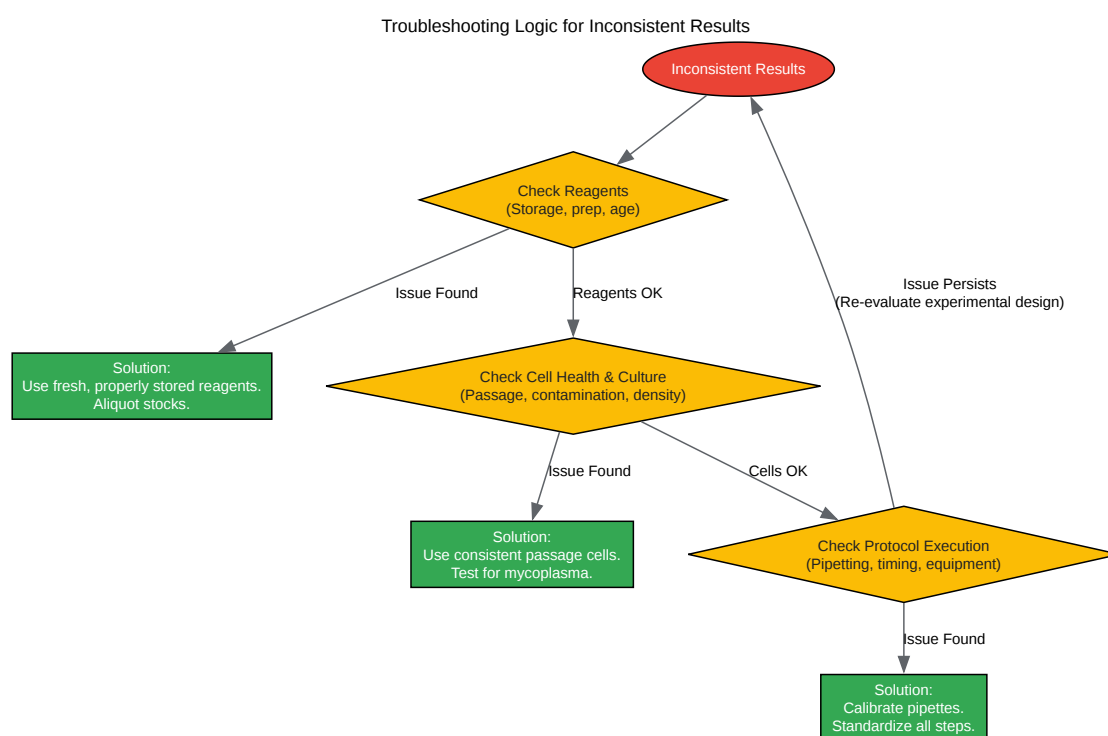 Troubleshooting Logic for Inconsistent Results
Inconsistent Results
Check Reagents
(Storage, prep, age)
Issue Found
Reagents OK
Issue Persists
(Re-evaluate experimental design)
Solution:
Use fresh, properly stored reagents.
Aliquot stocks.
Check Cell Health & Culture
(Passage, contamination, density)
Issue Found
Cells OK
Solution:
Use consistent passage cells.
Test for mycoplasma.
Check Protocol Execution
(Pipetting, timing, equipment)
Issue Found
Solution:
Calibrate pipettes.
Standardize all steps.